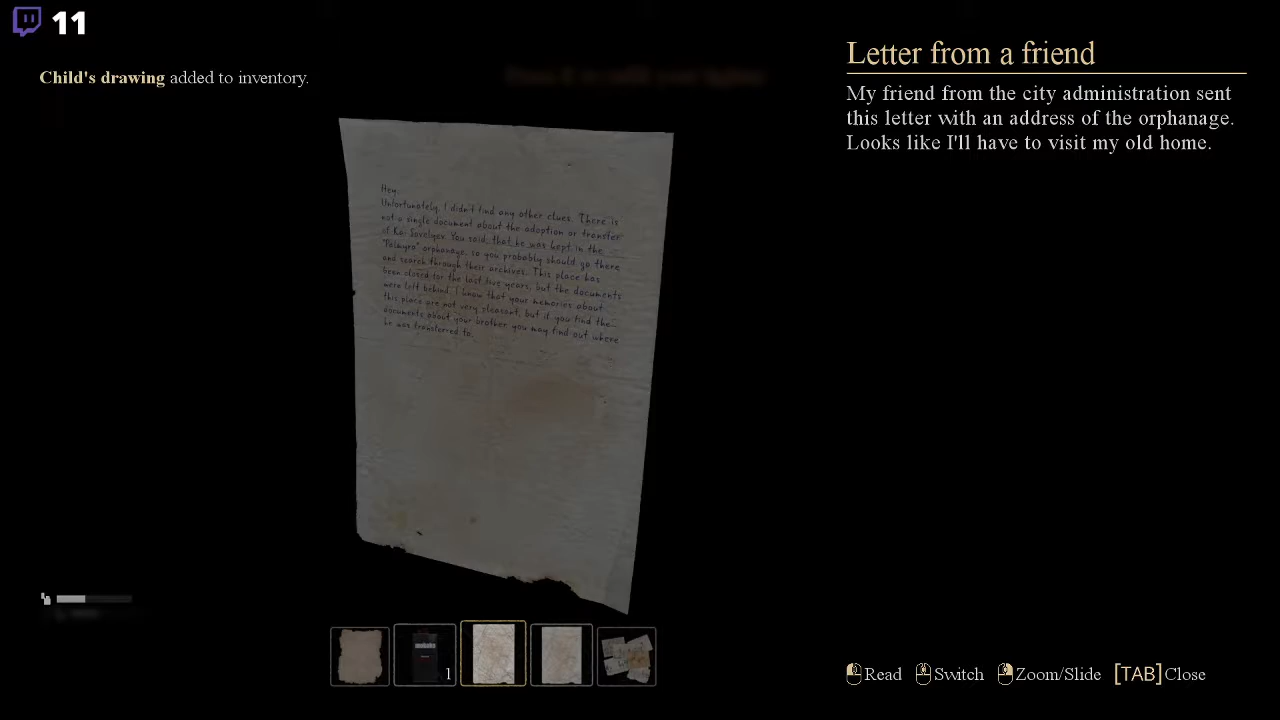 11
Child's drawing added to inventory.
Letter from a friend
My friend from the city administration sent
this letter with an address of the orphanage.
Looks like I'll have to visit my old home.
Hey,
Unfortunately, I didn't find any other clues. There is
not a single document about the adoption or transfer
of Kai Sovelyev. You said, that he was kept in the
"Palmyra" orphanage, so you probably should go there
and search through their archives. This place has
been closed for the last five years, but the documents
were left behind. I know that your memories about
this place are not very pleasant, but if you find the
documents about your brother you may find out where
he was transferred to.
1
Read Switch Zoom/Slide [TAB] Close